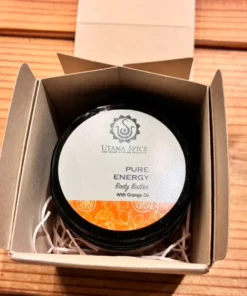 UTAMA SPICE
PURE
ENERGY
Body Butter
With Orange Oil